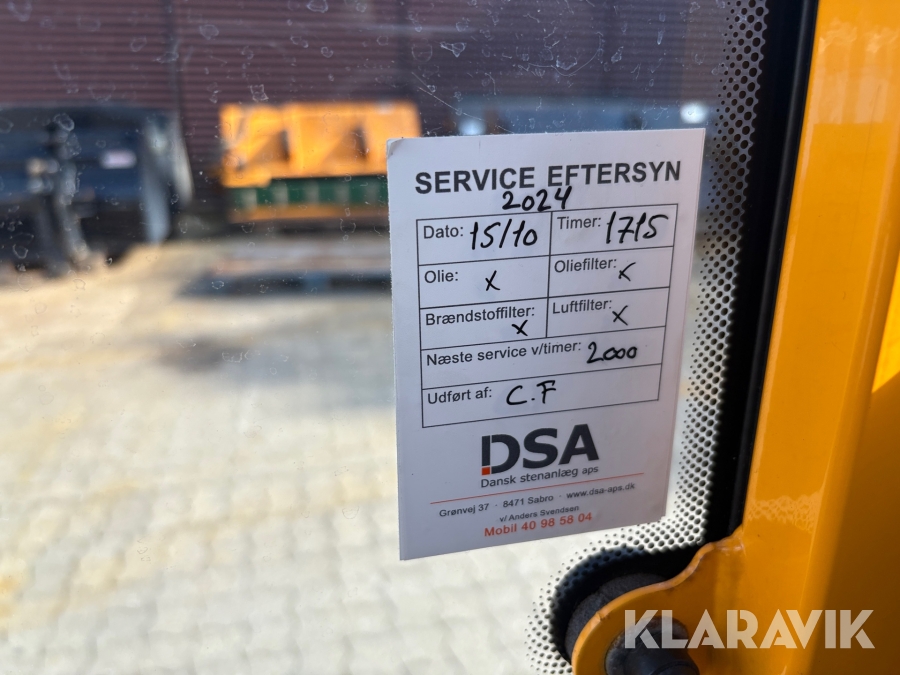 SERVICE EFTERSYN
2024
Dato: 15/10 Timer: 1715
Olie: X Oliefilter: X
Brændstoffilter: X Luftfilter: X
Næste service v/timer: 2000
Udført af: C.F
DSA
Dansk stenanlæg aps
Grønvej 37 · 8471 Sabro · www.dsa-aps.dk
v/ Anders Svendsen
Mobil 40 98 58 04
KLARAVIK